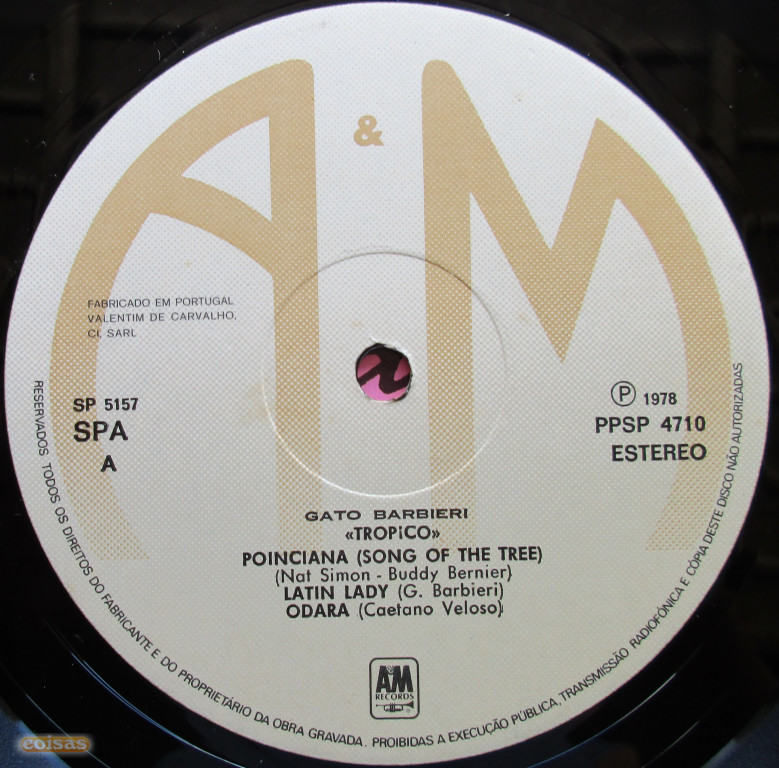 A & M
FABRICADO EM PORTUGAL
VALENTIM DE CARVALHO,
CI, SARL
SP 5157
SPA
A
Ⓟ 1978
PPSP 4710
ESTEREO
GATO BARBIERI
«TROPiCO»
POINCIANA (SONG OF THE TREE)
(Nat Simon - Buddy Bernier)
LATIN LADY (G. Barbieri)
ODARA (Caetano Veloso)
RESERVADOS TODOS OS DIREITOS DO FABRICANTE E DO PROPRIETÁRIO DA OBRA GRAVADA. PROIBIDAS A EXECUÇÃO PÚBLICA, TRANSMISSÃO RADIOFÓNICA E CÓPIA DESTE DISCO NÃO AUTORIZADAS
AM
RECORDS
®
coisas